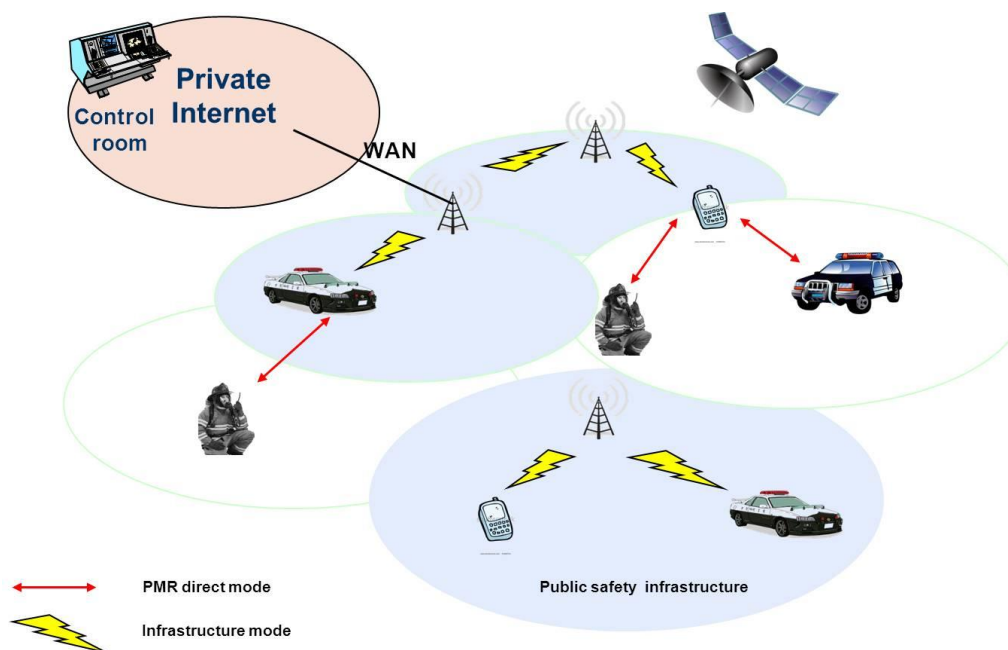 Private
Internet
Control
room
WAN
Public safety infrastructure
PMR direct mode
Infrastructure mode